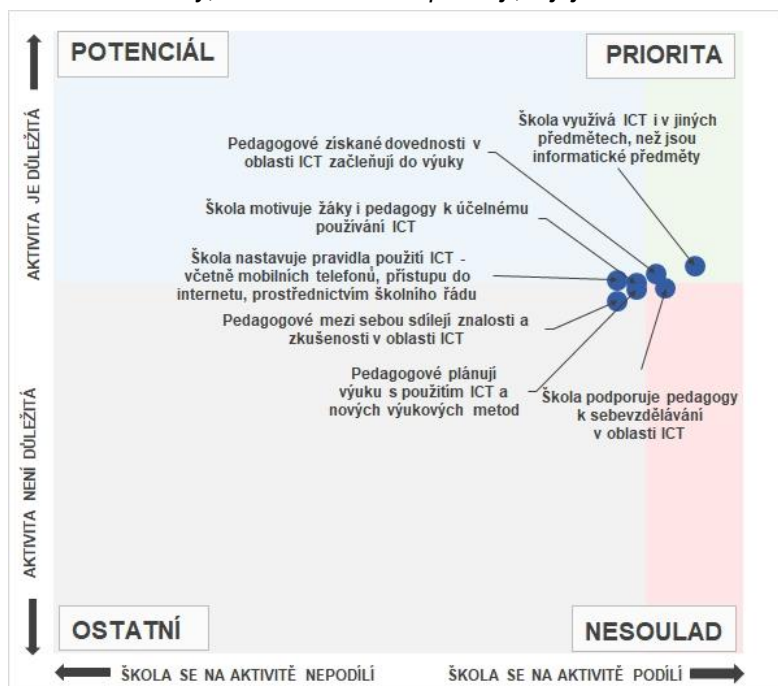 POTENCIÁL
PRIORITA
Škola využívá ICT i v jiných
předmětech, než jsou
informatické předměty
Pedagogové získané dovednosti v
oblasti ICT začleňují do výuky
Škola motivuje žáky i pedagogy k účelnému
používání ICT
Škola nastavuje pravidla použití ICT -
včetně mobilních telefonů, přístupu do
internetu, prostřednictvím školního řádu
Pedagogové mezi sebou sdílejí znalosti a
zkušenosti v oblasti ICT
Pedagogové plánují
výuku s použitím ICT a
nových výukových metod
Škola podporuje pedagogy
k sebevzdělávání
v oblasti ICT
AKTIVITA JE DŮLEŽITÁ
AKTIVITA NENÍ DŮLEŽITÁ
OSTATNÍ
NESOULAD
ŠKOLA SE NA AKTIVITĚ NEPODÍLÍ
ŠKOLA SE NA AKTIVITĚ PODÍLÍ